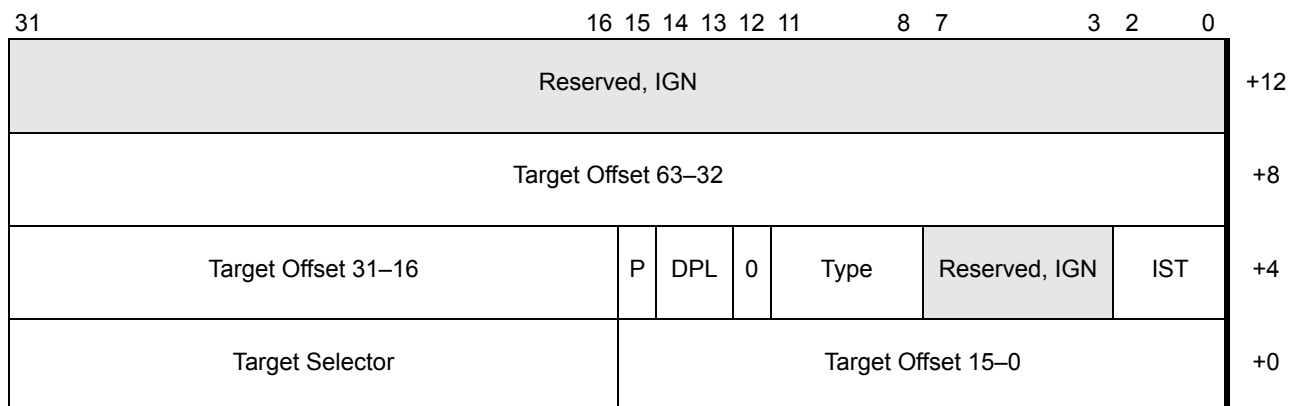 31 16 15 14 13 12 11 8 7 3 2 0
Reserved, IGN +12
Target Offset 63–32 +8
Target Offset 31–16 P DPL 0 Type Reserved, IGN IST +4
Target Selector Target Offset 15–0 +0